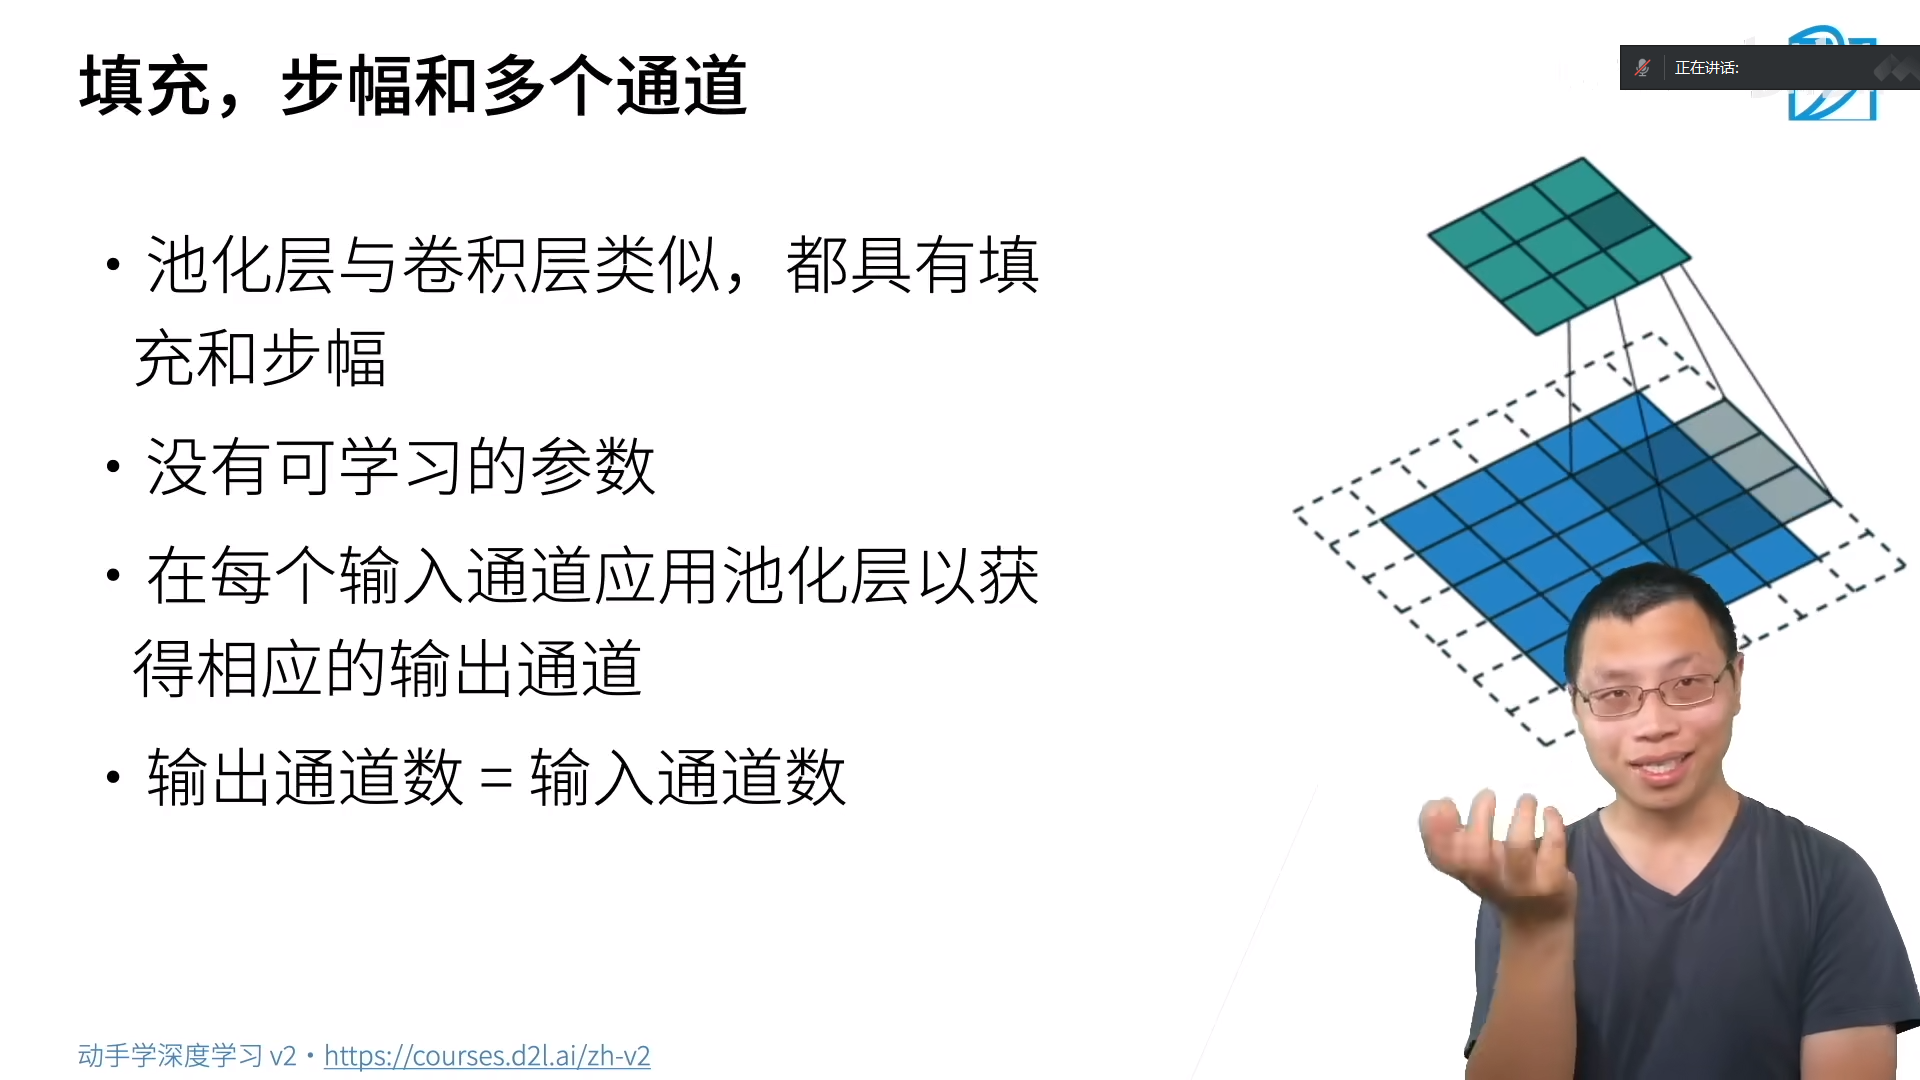 填充，步幅和多个通道
正在讲话:
• 池化层与卷积层类似，都具有填
充和步幅
• 没有可学习的参数
• 在每个输入通道应用池化层以获
得相应的输出通道
• 输出通道数 = 输入通道数
动手学深度学习 v2 • https://courses.d2l.ai/zh-v2